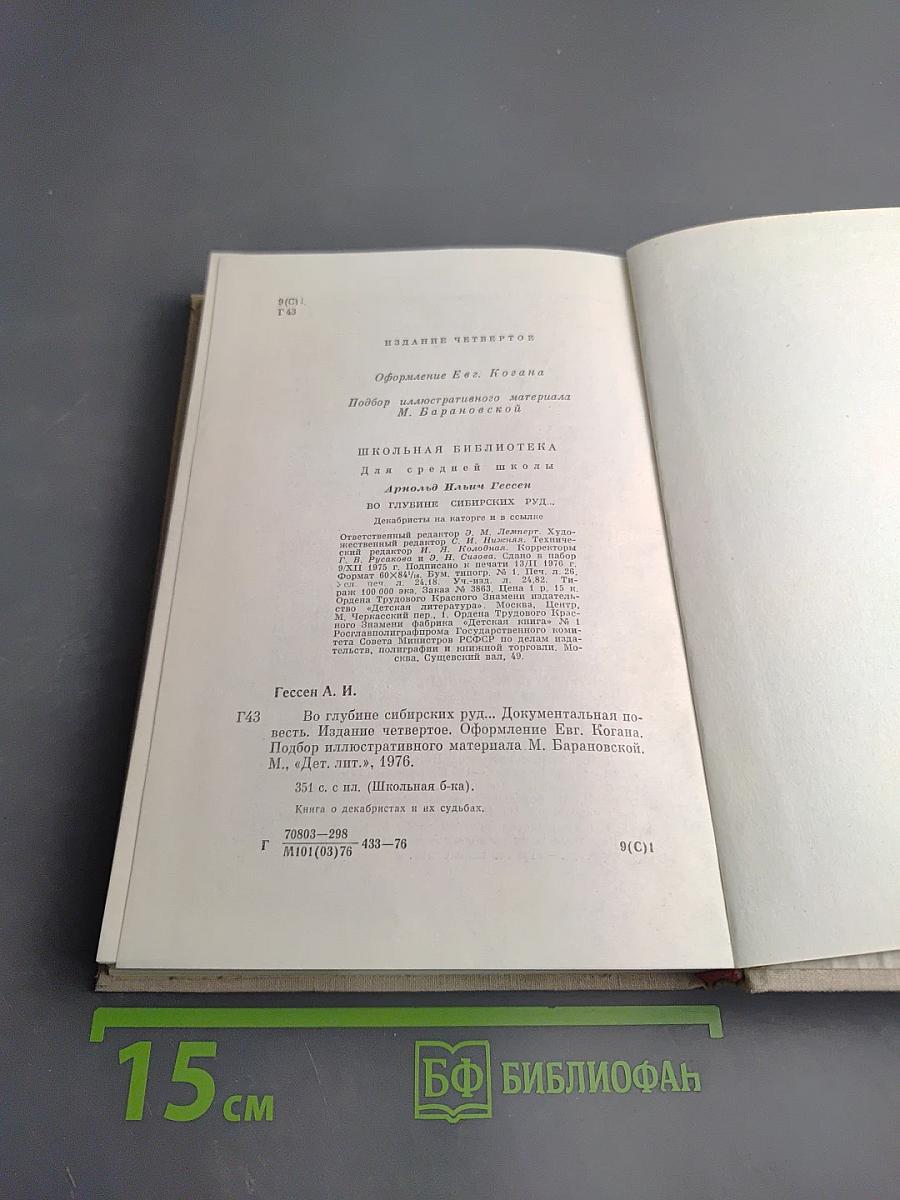 9(С)1
Г43
ИЗДАНИЕ ЧЕТВЕРТОЕ
Оформление Евг. Когана
Подбор иллюстративного материала
М. Барановской
ШКОЛЬНАЯ БИБЛИОТЕКА
Для средней школы
Арнольд Ильич Гессен
ВО ГЛУБИНЕ СИБИРСКИХ РУД...
Декабристы на каторге и в ссылке
Ответственный редактор Э. М. Лемперт. Худо-
жественный редактор С. И. Нижняя. Техничес-
кий редактор И. Я. Колодная. Корректоры
Г. В. Русакова и Э. Н. Сизова. Сдано в набор
9/XII 1975 г. Подписано к печати 13/II 1976 г.
Формат 60×84¹/₁₆. Бум. типогр. № 1. Печ. л. 26.
Усл. печ. л. 24.18. Уч.-изд. л. 24,82. Ти-
раж 100 000 экз. Заказ № 3863. Цена 1 р. 15 к.
Ордена Трудового Красного Знамени издатель-
ство «Детская литература». Москва, Центр,
М. Черкасский пер., 1. Ордена Трудового Крас-
ного Знамени фабрика «Детская книга» № 1
Росглавполиграфпрома Государственного коми-
тета Совета Министров РСФСР по делам изда-
тельств, полиграфии и книжной торговли. Мо-
сква, Сущевский вал, 49.
Гессен А. И.
Г43 Во глубине сибирских руд... Документальная по-
весть. Издание четвертое. Оформление Евг. Когана.
Подбор иллюстративного материала М. Барановской.
М., «Дет. лит.», 1976.
351 с. с ил. (Школьная б-ка).
Книга о декабристах и их судьбах.
Г 70803—298
М101(03)76 433—76 9(С)1
15 см
БФ БИБЛИОФАН